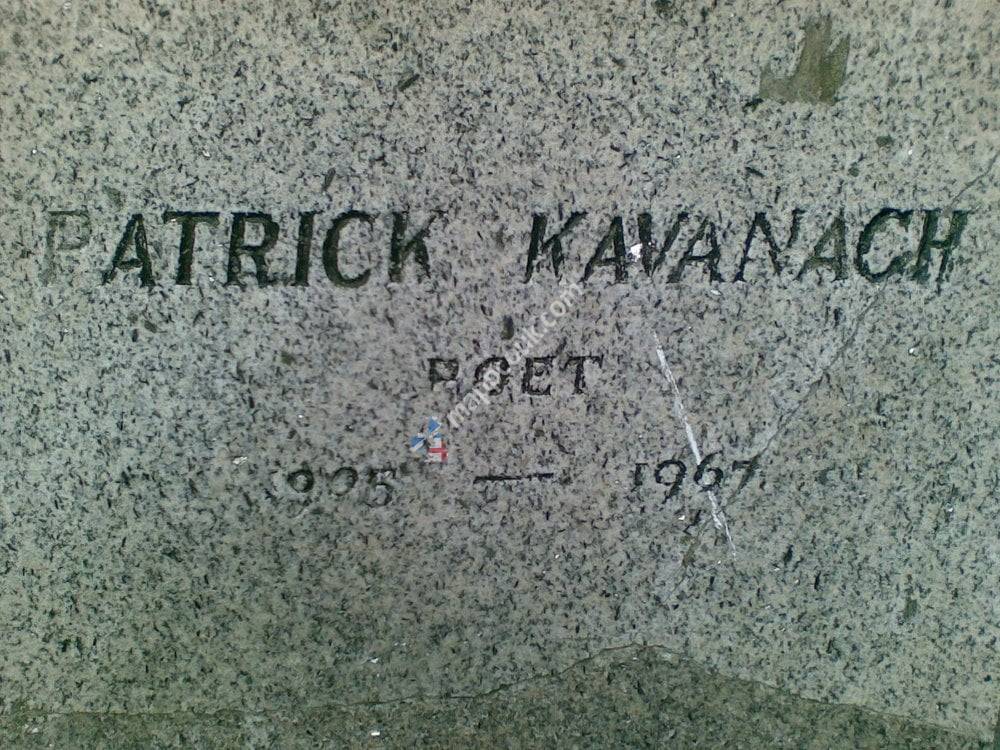 PATRICK KAVANAGH
POET
1905 — 1967